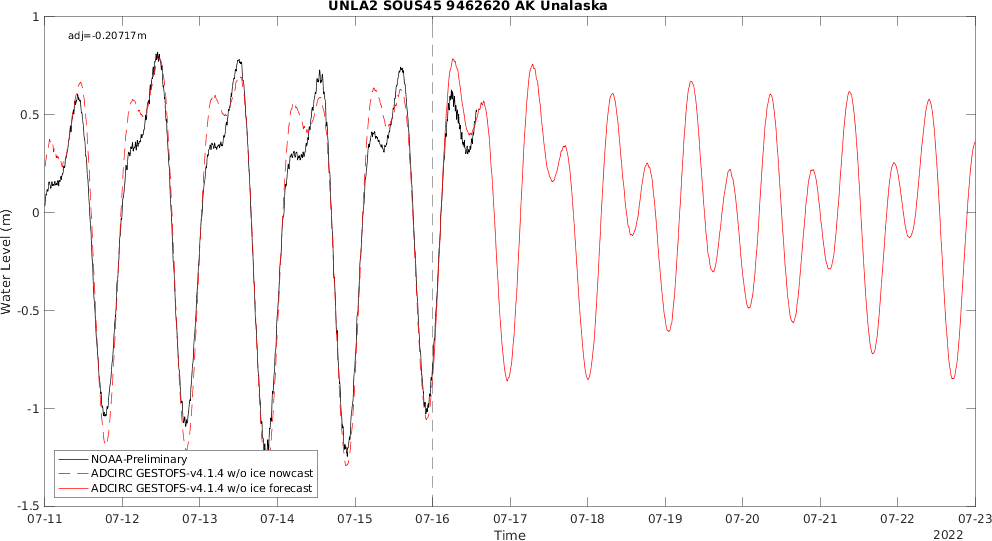 UNLA2 SOUS45 9462620 AK Unalaska
adj=-0.20717m
1
0.5
0
-0.5
-1
-1.5
Water Level (m)
NOAA-Preliminary
ADCIRC GESTOFS-v4.1.4 w/o ice nowcast
ADCIRC GESTOFS-v4.1.4 w/o ice forecast
07-11 07-12 07-13 07-14 07-15 07-16 07-17 07-18 07-19 07-20 07-21 07-22 07-23
Time
2022